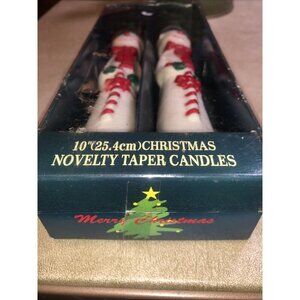 10"(25.4cm)CHRISTMAS
NOVELTY TAPER CANDLES
Merry Christmas